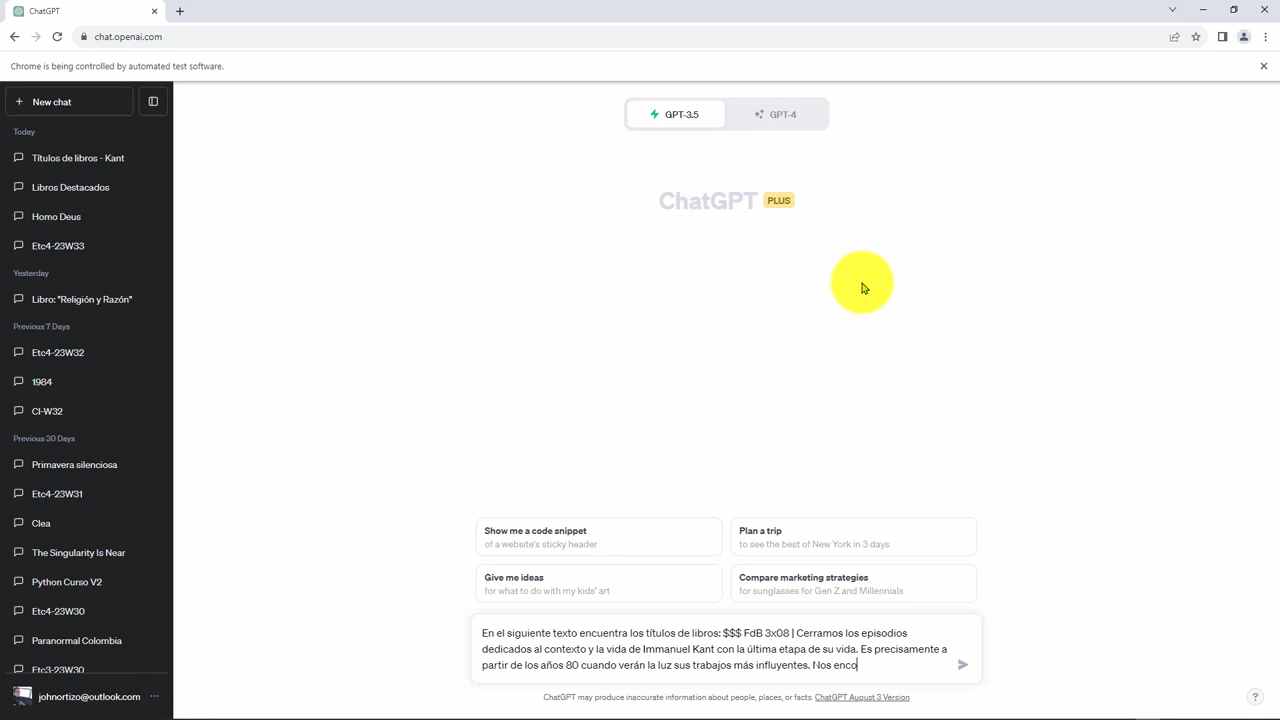 ChatGPT
chat.openai.com
Chrome is being controlled by automated test software.
New chat
Today
Títulos de libros - Kant
Libros Destacados
Homo Deus
Etc4-23W33
Yesterday
Libro: "Religión y Razón"
Previous 7 Days
Etc4-23W32
1984
CI-W32
Previous 30 Days
Primavera silenciosa
Etc4-23W31
Clea
The Singularity Is Near
Python Curso V2
Etc4-23W30
Paranormal Colombia
Etc3-23W30
johnortizo@outlook.com
GPT-3.5
GPT-4
ChatGPT PLUS
Show me a code snippet
of a website's sticky header
Plan a trip
to see the best of New York in 3 days
Give me ideas
for what to do with my kids' art
Compare marketing strategies
for sunglasses for Gen Z and Millennials
En el siguiente texto encuentra los títulos de libros: $$$ FdB 3x08 | Cerramos los episodios
dedicados al contexto y la vida de Immanuel Kant con la última etapa de su vida. Es precisamente a
partir de los años 80 cuando verán la luz sus trabajos más influyentes. Nos enco
ChatGPT may produce inaccurate information about people, places, or facts. ChatGPT August 3 Version
?